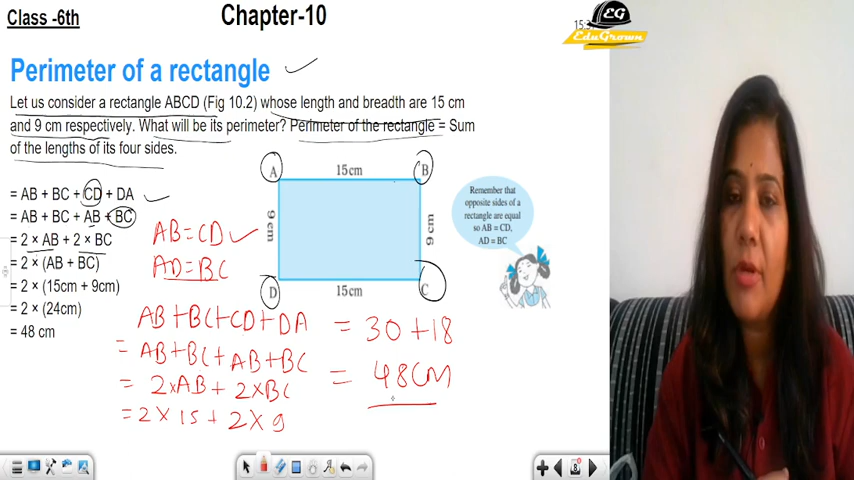 Class -6th
Chapter-10
EG
EduGrown
Perimeter of a rectangle
Let us consider a rectangle ABCD (Fig 10.2) whose length and breadth are 15 cm
and 9 cm respectively. What will be its perimeter? Perimeter of the rectangle = Sum
of the lengths of its four sides.
= AB + BC + CD + DA
= AB + BC + AB + BC
= 2 × AB + 2 × BC
= 2 × (AB + BC)
= 2 × (15cm + 9cm)
= 2 × (24cm)
= 48 cm
AB=CD
AD=BC
A
15cm
B
9 cm
9 cm
D
15cm
C
Remember that
opposite sides of a
rectangle are equal
so AB = CD,
AD = BC
AB+BC+CD+DA
= AB+BC+AB+BC
= 2×AB + 2×BC
= 2×15 + 2×9
= 30+18
= 48CM
8